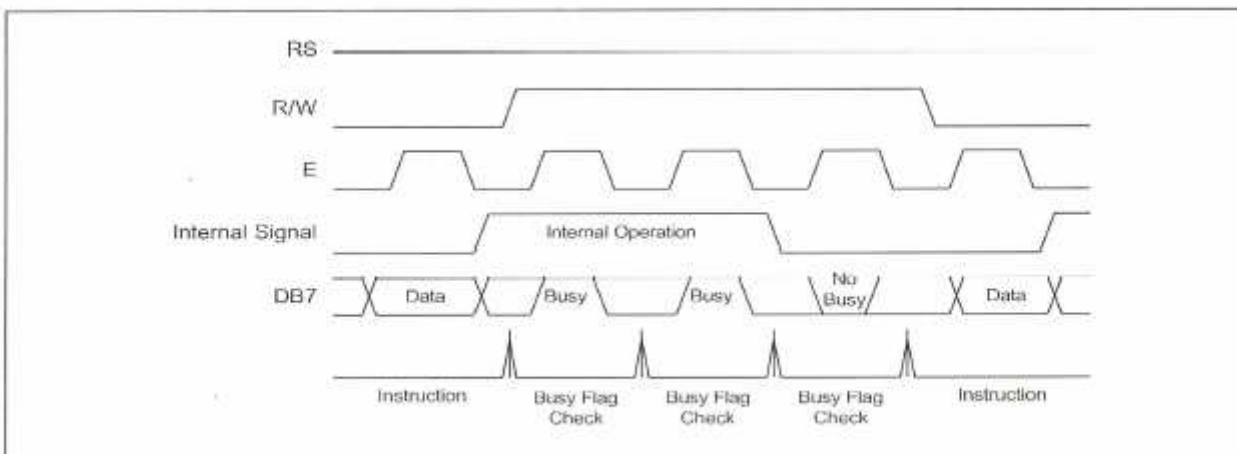 RS
R/W
E
Internal Signal
Internal Operation
DB7
Data
Busy
Busy
No
Busy
Data
Instruction
Busy Flag
Check
Busy Flag
Check
Busy Flag
Check
Instruction